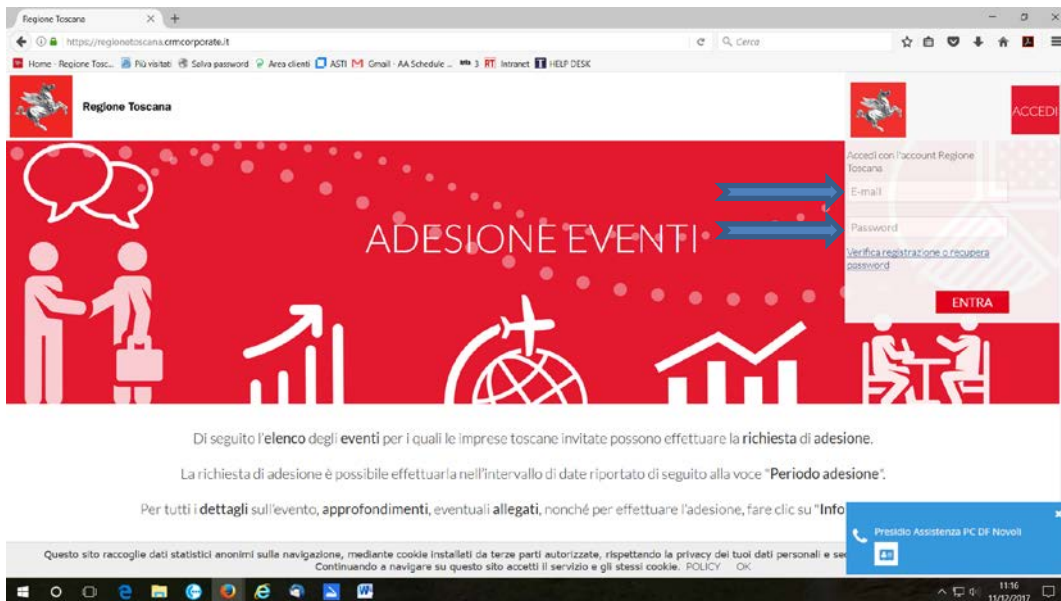 Regione Toscana
https://regionetoscana.crmcorporate.it
Cerca
Home - Regione Tosc... Più visitati Salva password Area clienti ASTI Gmail - AA Schedule ... 3 RT Intranet HELP DESK
Regione Toscana
ACCEDI
Accedi con l'account Regione
Toscana
E-mail
Password
Verifica registrazione o recupera
password
ENTRA
ADESIONE EVENTI
Di seguito l'elenco degli eventi per i quali le imprese toscane invitate possono effettuare la richiesta di adesione.
La richiesta di adesione è possibile effettuarla nell'intervallo di date riportato di seguito alla voce "Periodo adesione".
Per tutti i dettagli sull'evento, approfondimenti, eventuali allegati, nonché per effettuare l'adesione, fare clic su "Info
Presidio Assistenza PC DF Novoli
Questo sito raccoglie dati statistici anonimi sulla navigazione, mediante cookie installati da terze parti autorizzate, rispettando la privacy dei tuoi dati personali e se
Continuando a navigare su questo sito accetti il servizio e gli stessi cookie. POLICY OK
11:16
11/12/2017